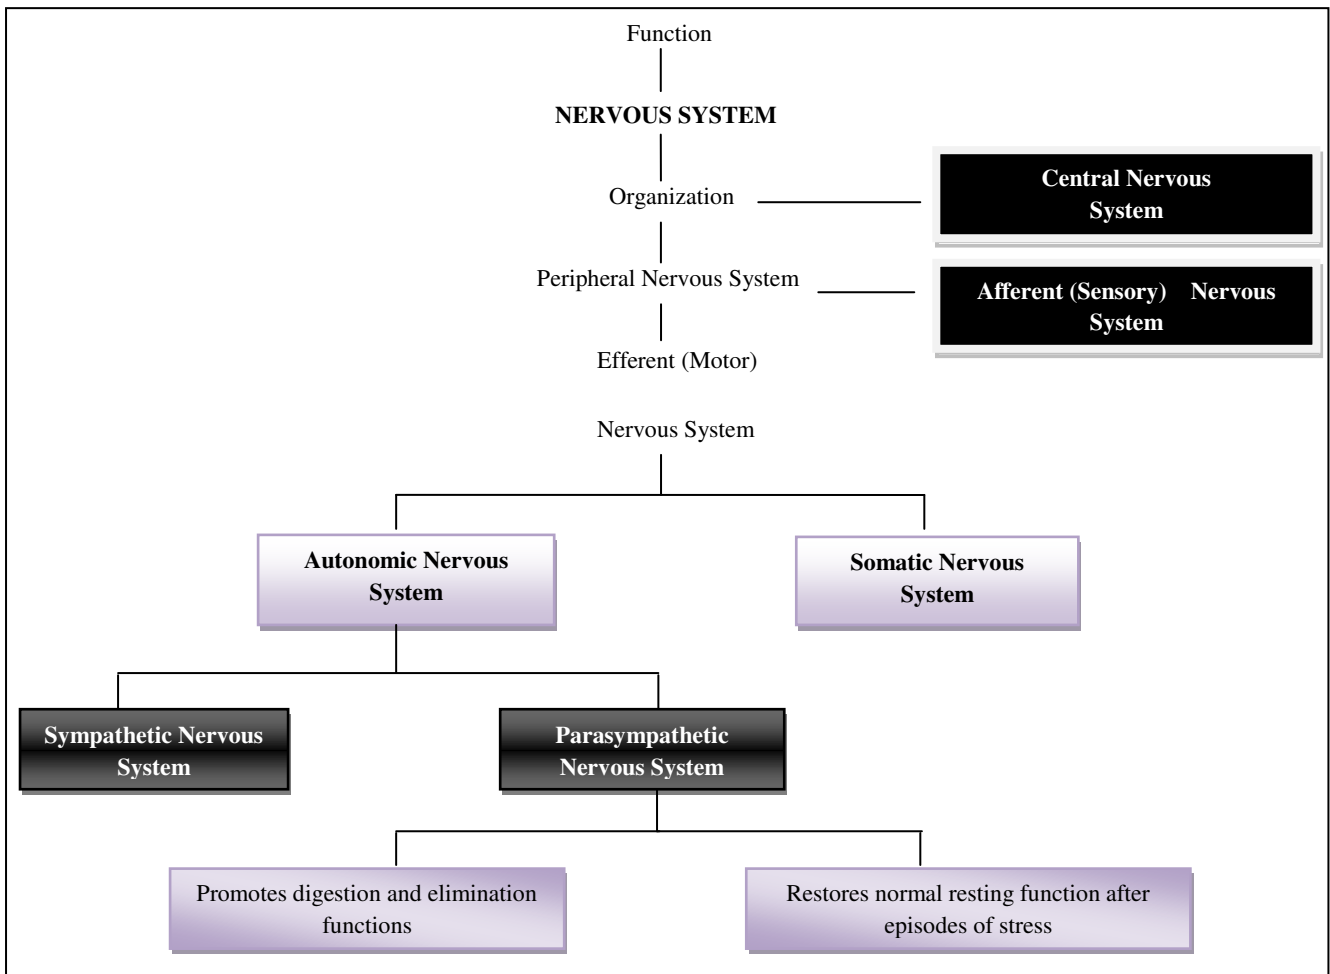 Function
NERVOUS SYSTEM
Organization
Central Nervous
System
Peripheral Nervous System
Afferent (Sensory) Nervous
System
Efferent (Motor)
Nervous System
Autonomic Nervous
System
Somatic Nervous
System
Sympathetic Nervous
System
Parasympathetic
Nervous System
Promotes digestion and elimination
functions
Restores normal resting function after
episodes of stress